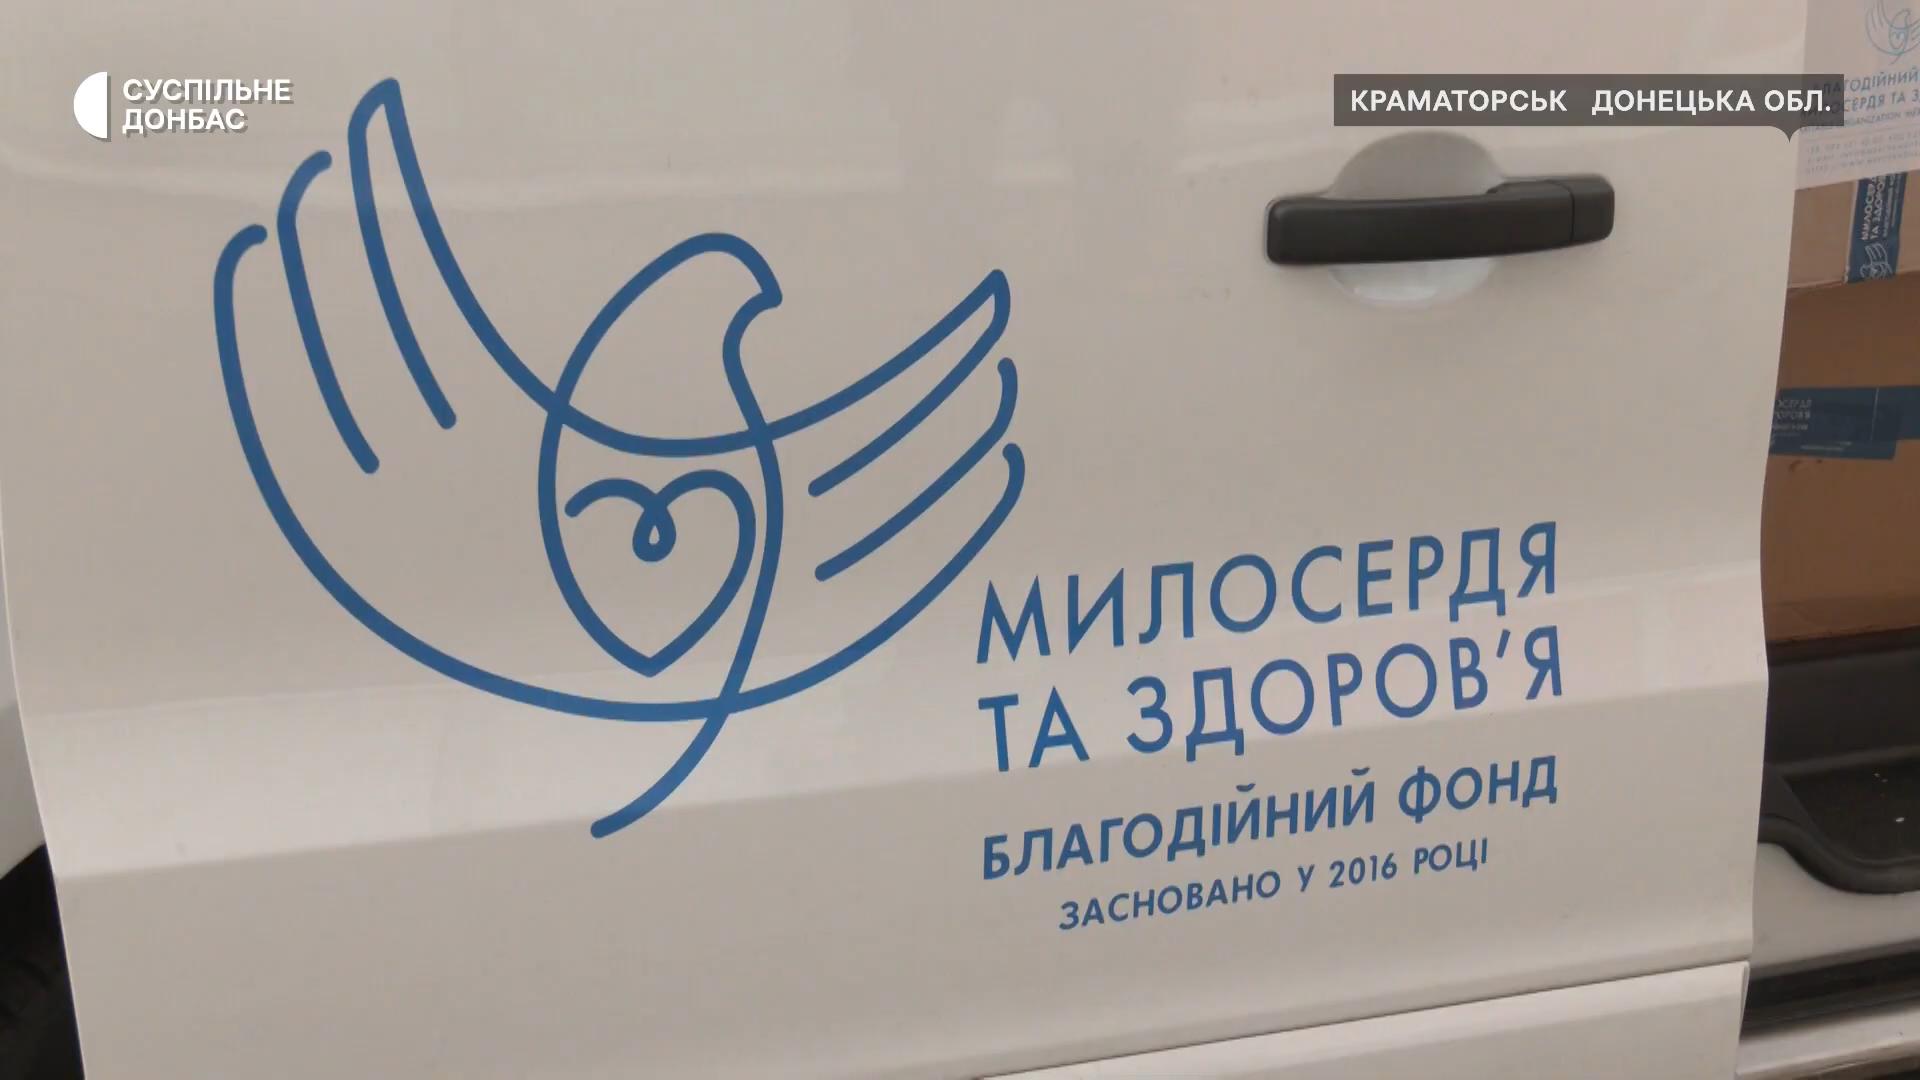 СУСПІЛЬНЕ
ДОНБАС
КРАМАТОРСЬК ДОНЕЦЬКА ОБЛ.
МИЛОСЕРДЯ
ТА ЗДОРОВ’Я
БЛАГОДІЙНИЙ ФОНД
ЗАСНОВАНО У 2016 РОЦІ